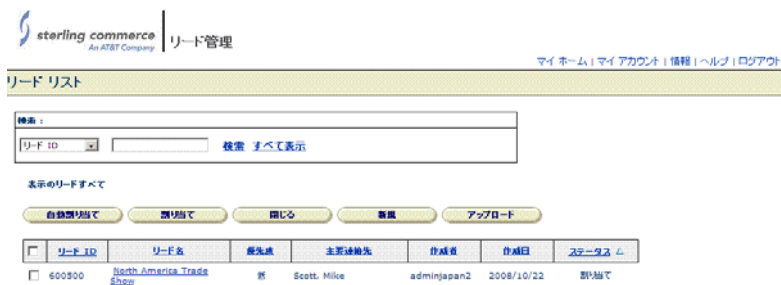 sterling commerce
An AT&T Company
リード管理
マイ ホーム | マイ アカウント | 情報 | ヘルプ | ログアウト
リード リスト
検索 :
リード ID
検索 すべて表示
表示のリードすべて
自動割り当て 割り当て 閉じる 新規 アップロード
リード ID リード名 優先度 主要連絡先 作成者 作成日 ステータス
600500 North America Trade Show 低 Scott, Mike adminjapan2 2008/10/22 割り当て